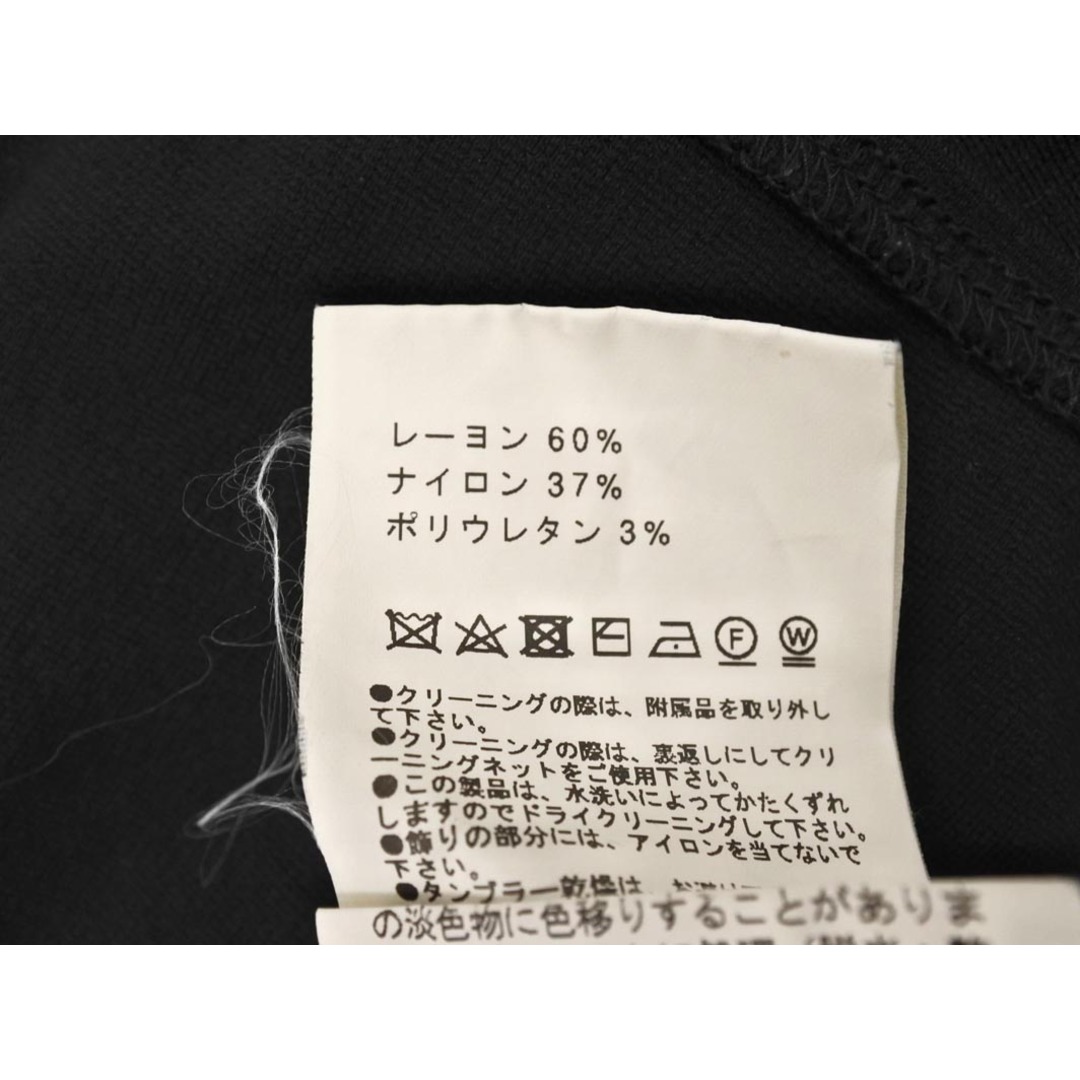 レーヨン 60%
ナイロン 37%
ポリウレタン 3%
F W
●クリーニングの際は、附属品を取り外し
て下さい。
●クリーニングの際は、裏返しにしてクリ
ーニングネットをご使用下さい。
●この製品は、水洗いによってかたくずれ
しますのでドライクリーニングして下さい。
●飾りの部分には、アイロンを当てないで
下さい。
●タンブラー乾燥は、お避け
の淡色物に色移りすることがありま